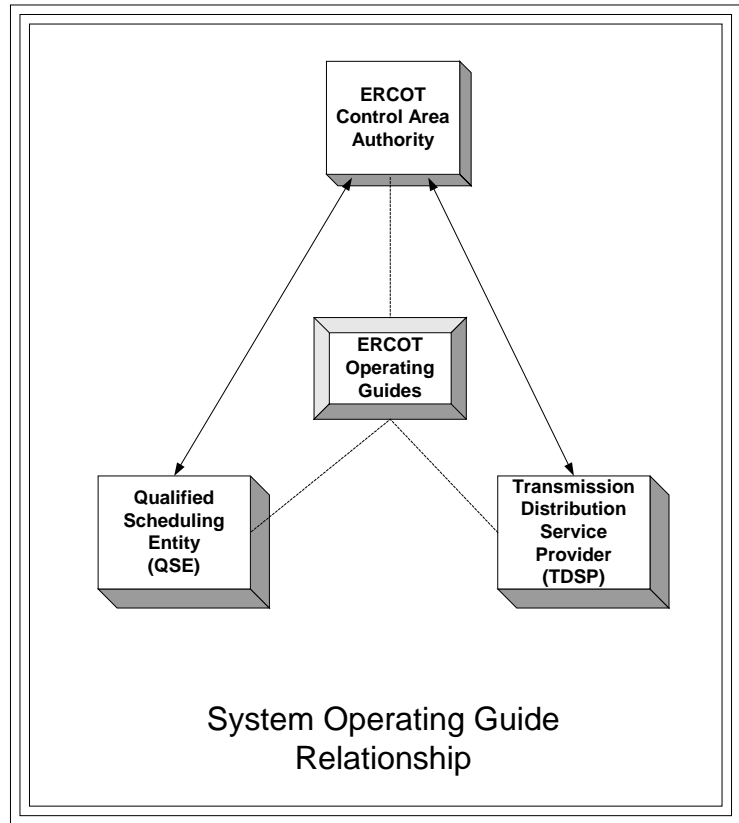 ERCOT
Control Area
Authority
ERCOT
Operating
Guides
Qualified
Scheduling
Entity
(QSE)
Transmission
Distribution
Service
Provider
(TDSP)
System Operating Guide
Relationship